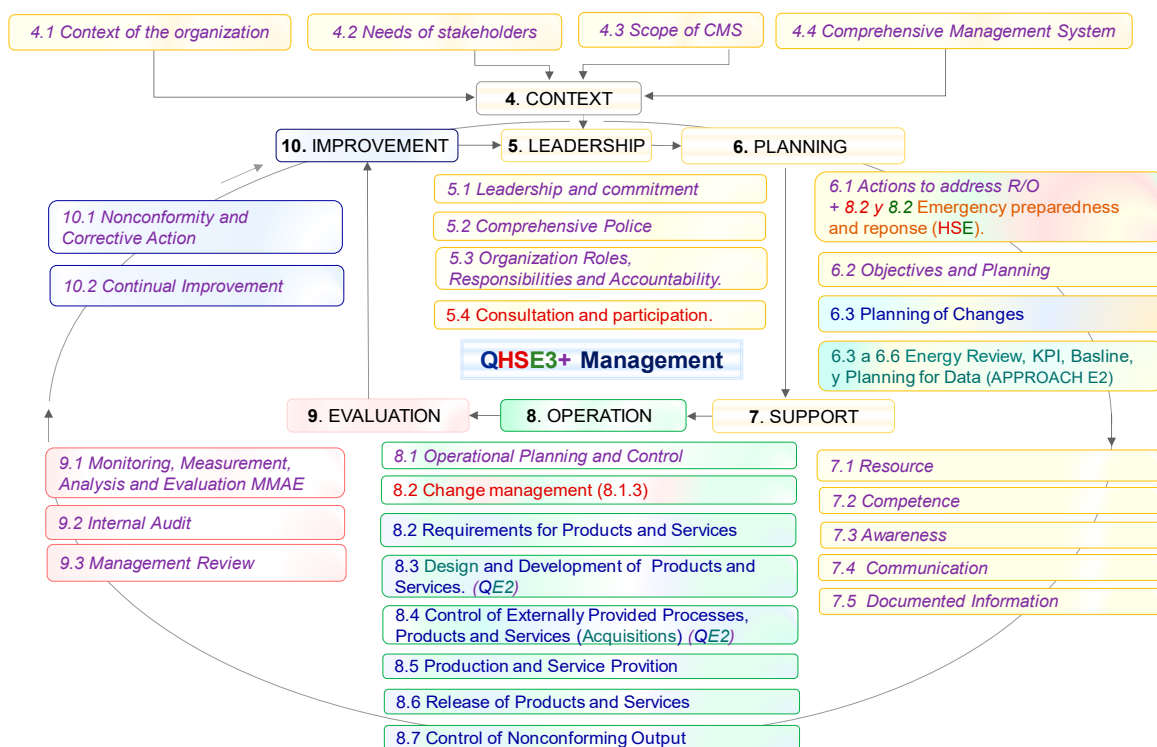 4.1 Context of the organization
4.2 Needs of stakeholders
4.3 Scope of CMS
4.4 Comprehensive Management System
4. CONTEXT
10. IMPROVEMENT
5. LEADERSHIP
6. PLANNING
10.1 Nonconformity and
Corrective Action
10.2 Continual Improvement
5.1 Leadership and commitment
5.2 Comprehensive Police
5.3 Organization Roles,
Responsibilities and Accountability.
5.4 Consultation and participation.
6.1 Actions to address R/O
+ 8.2 y 8.2 Emergency preparedness
and reponse (HSE).
6.2 Objectives and Planning
6.3 Planning of Changes
6.3 a 6.6 Energy Review, KPI, Basline,
y Planning for Data (APPROACH E2)
QHSE3+ Management
9. EVALUATION
8. OPERATION
7. SUPPORT
9.1 Monitoring, Measurement,
Analysis and Evaluation MMAE
9.2 Internal Audit
9.3 Management Review
8.1 Operational Planning and Control
8.2 Change management (8.1.3)
8.2 Requirements for Products and Services
8.3 Design and Development of Products and
Services. (QE2)
8.4 Control of Externally Provided Processes,
Products and Services (Acquisitions) (QE2)
8.5 Production and Service Provition
8.6 Release of Products and Services
8.7 Control of Nonconforming Output
7.1 Resource
7.2 Competence
7.3 Awareness
7.4 Communication
7.5 Documented Information